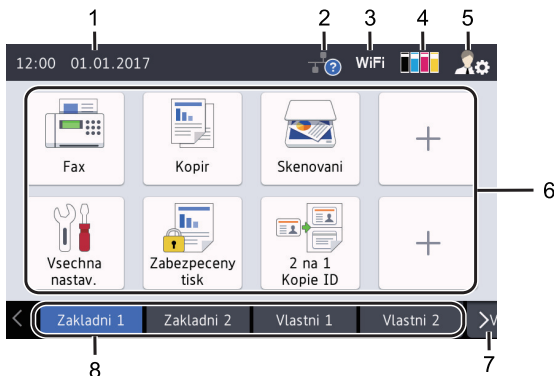 1 2 3 4 5
12:00 01.01.2017 ? WiFi
Fax Kopir Skenovani +
6
Vsechna nastav. Zabezpeceny tisk 2 na 1 Kopie ID +
< Zakladni 1 Zakladni 2 Vlastni 1 Vlastni 2 >V
8 7